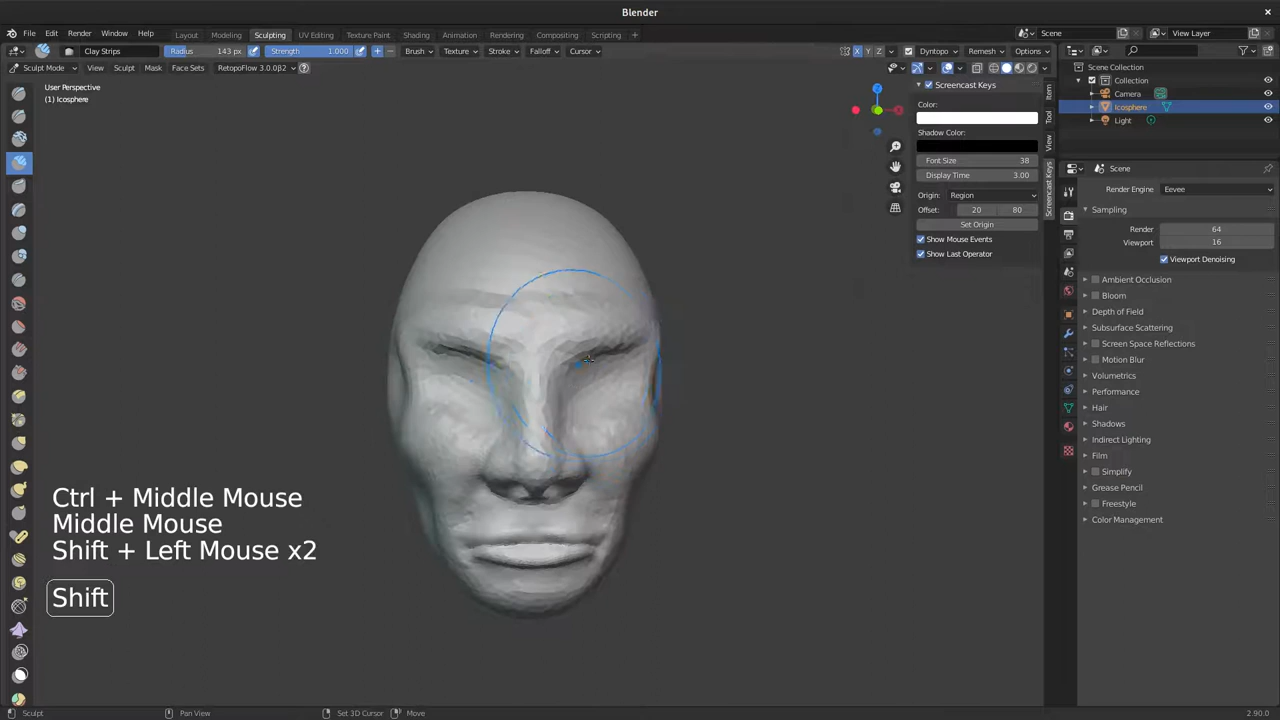 Blender
File Edit Render Window Help Layout Modeling Sculpting UV Editing Texture Paint Shading Animation Rendering Compositing Scripting + Scene View Layer
Clay Strips Radius 143 px Strength 1.000 Brush Texture Stroke Falloff Cursor X Y Z Dyntopo Remesh Options
Sculpt Mode View Sculpt Mask Face Sets RetopoFlow 3.0.0β2
User Perspective
(1) Icosphere
Screencast Keys
Color:
Shadow Color:
Font Size 38
Display Time 3.00
Origin: Region
Offset: 20 80
Set Origin
Show Mouse Events
Show Last Operator
Item
Tool
View
Screencast Keys
Scene Collection
Collection
Camera
Icosphere
Light
Scene
Render Engine Eevee
Sampling
Render 64
Viewport 16
Viewport Denoising
Ambient Occlusion
Bloom
Depth of Field
Subsurface Scattering
Screen Space Reflections
Motion Blur
Volumetrics
Performance
Hair
Shadows
Indirect Lighting
Film
Simplify
Grease Pencil
Freestyle
Color Management
Ctrl + Middle Mouse
Middle Mouse
Shift + Left Mouse x2
Shift
Sculpt Pan View Set 3D Cursor Move 2.90.0